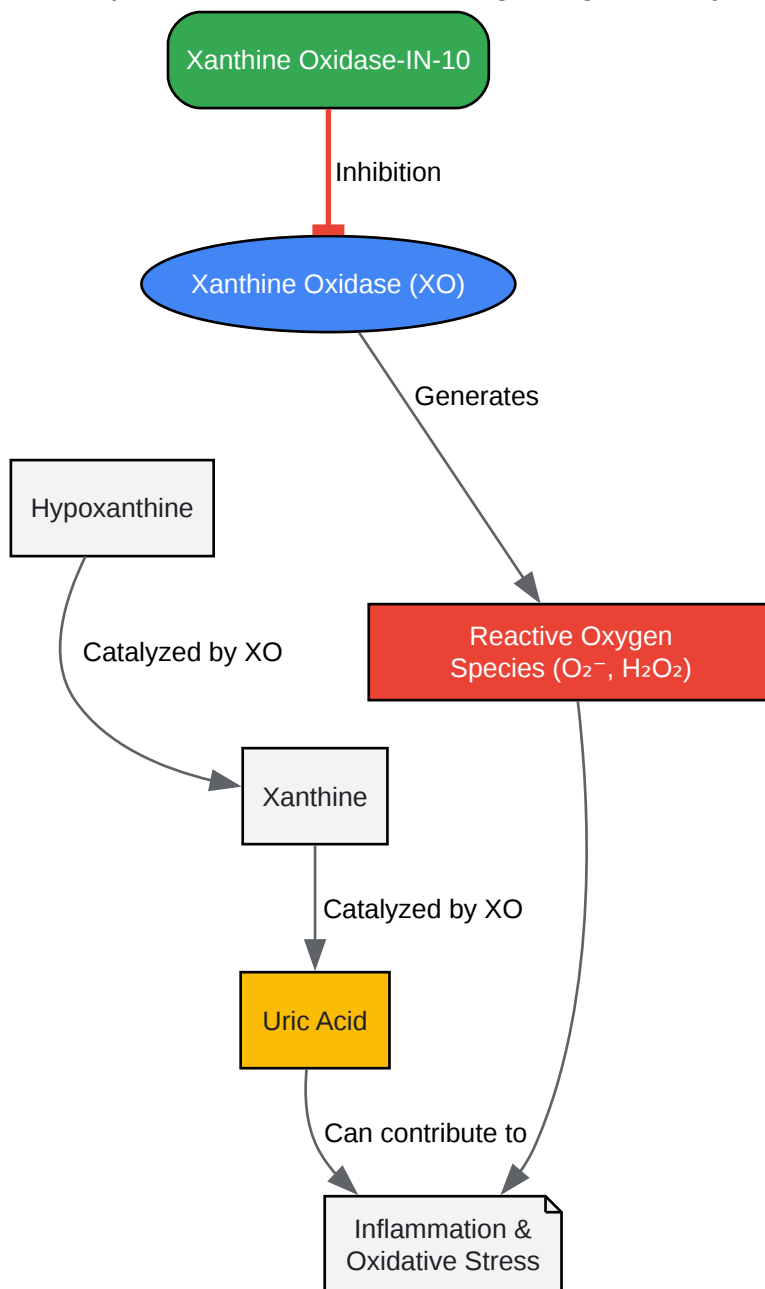 Xanthine Oxidase-IN-10
Inhibition
Xanthine Oxidase (XO)
Generates
Hypoxanthine
Reactive Oxygen
Species (O₂⁻, H₂O₂)
Catalyzed by XO
Xanthine
Catalyzed by XO
Uric Acid
Can contribute to
Inflammation &
Oxidative Stress